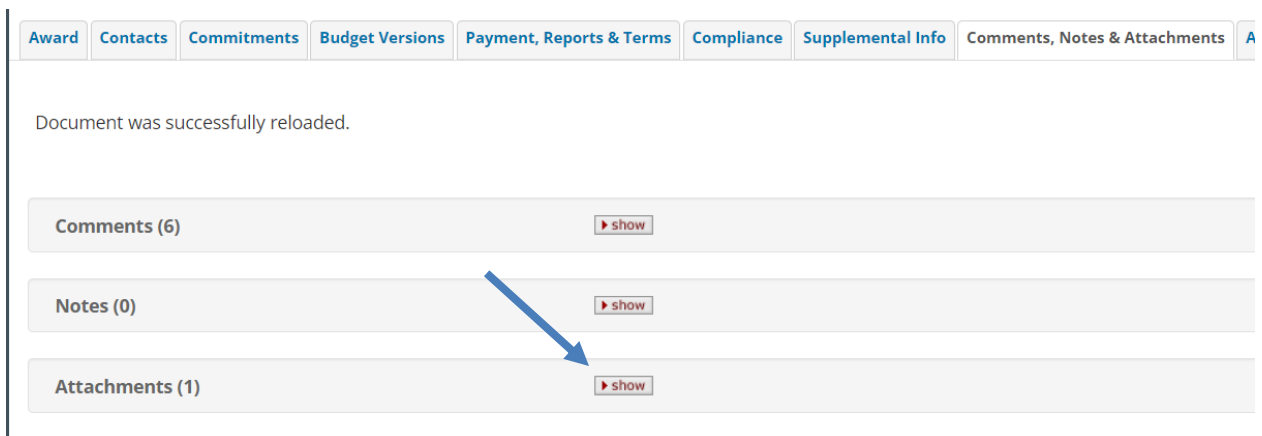 Award Contacts Commitments Budget Versions Payment, Reports & Terms Compliance Supplemental Info Comments, Notes & Attachments A
Document was successfully reloaded.
Comments (6) show
Notes (0) show
Attachments (1) show